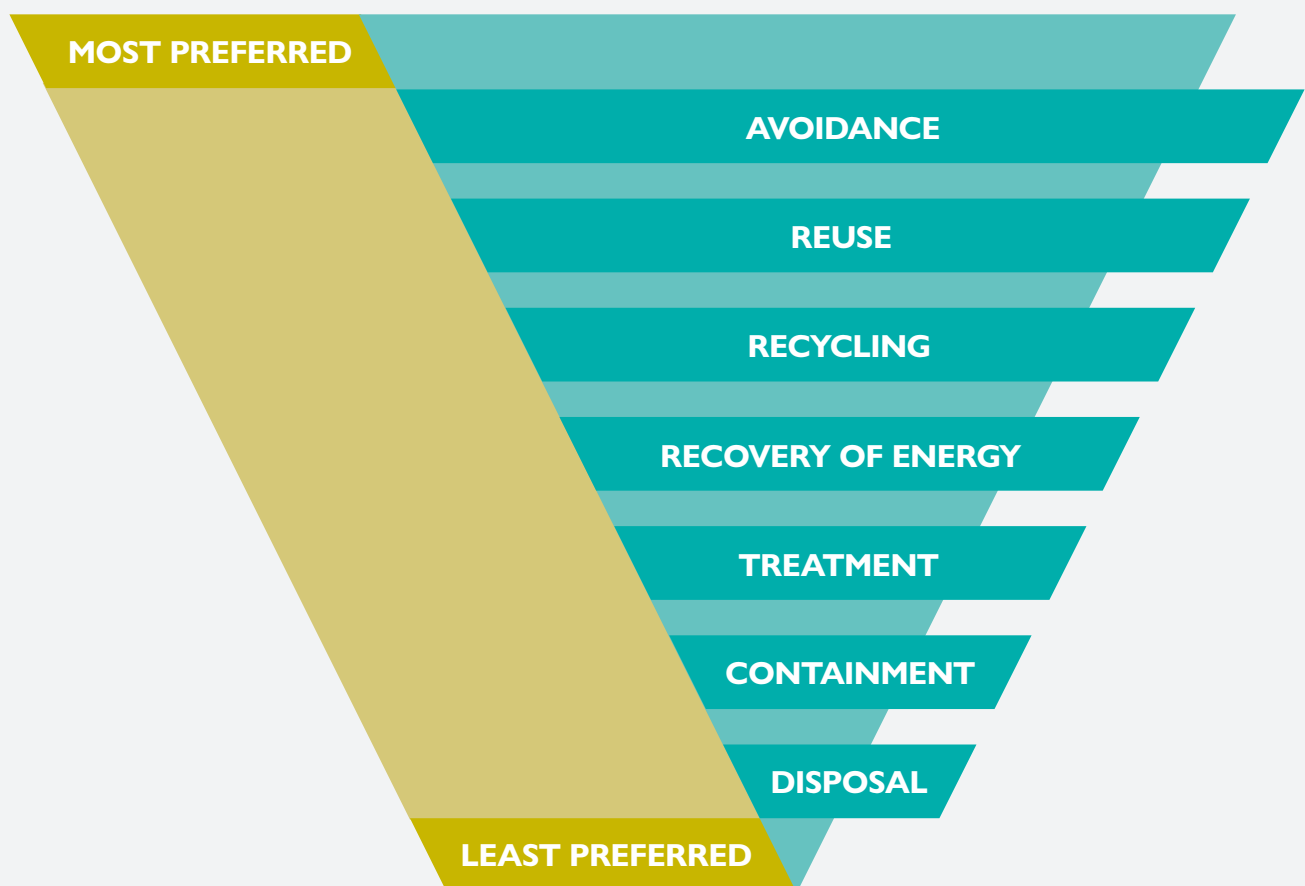 MOST PREFERRED
AVOIDANCE
REUSE
RECYCLING
RECOVERY OF ENERGY
TREATMENT
CONTAINMENT
DISPOSAL
LEAST PREFERRED